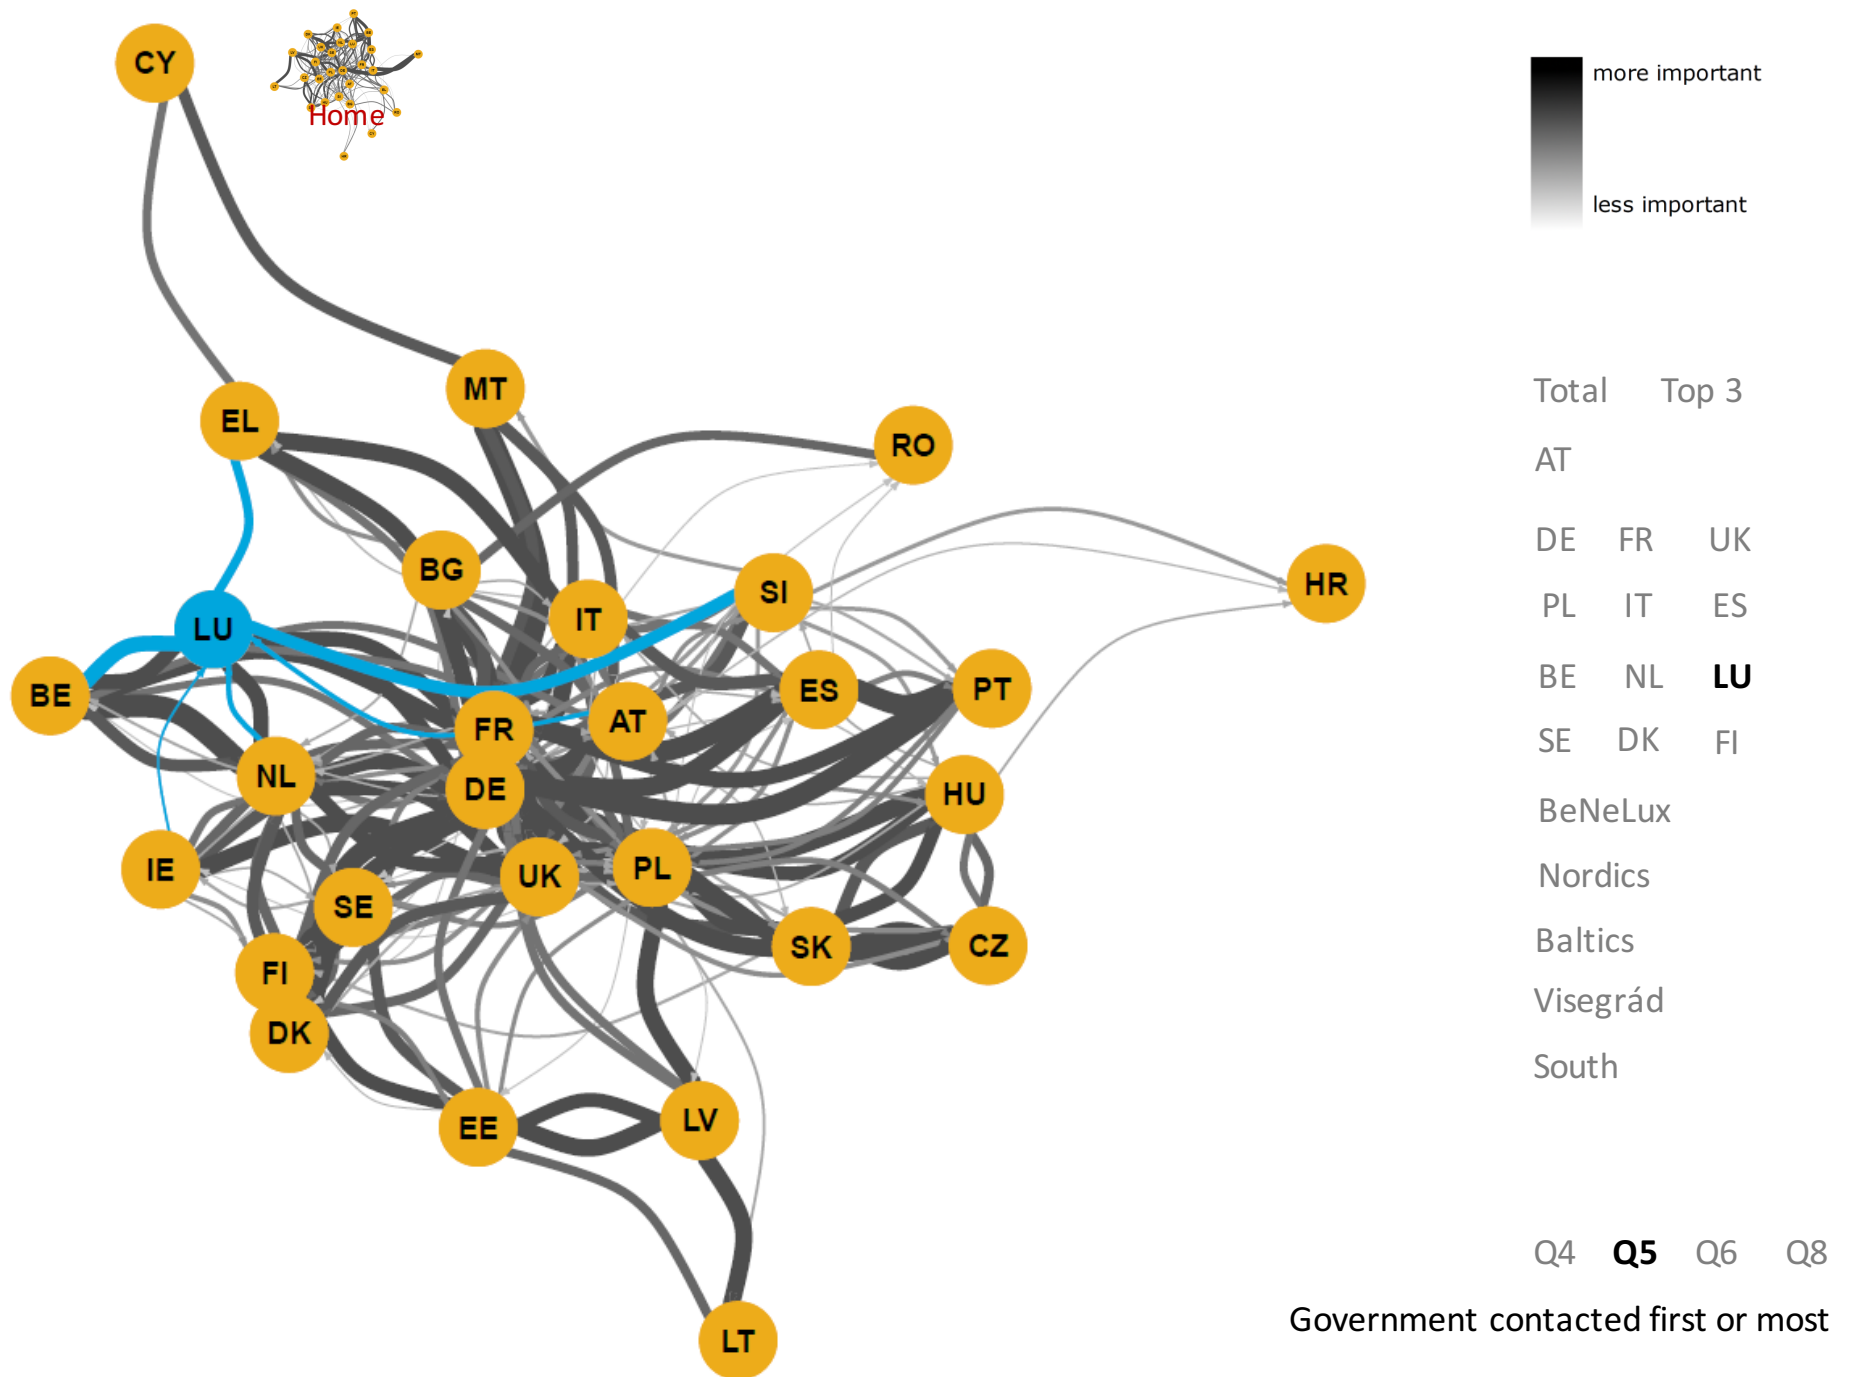 CY
Home
more important
less important
MT
EL
RO
Total Top 3
AT
BG
IT
SI
HR
DE FR UK
LU
PL IT ES
BE
FR
AT
ES
PT
BE NL LU
NL
DE
HU
SE DK FI
IE
SE
UK
PL
BeNeLux
FI
SK
CZ
Nordics
DK
Baltics
Visegrád
South
EE
LV
LT
Q4 Q5 Q6 Q8
Government contacted first or most